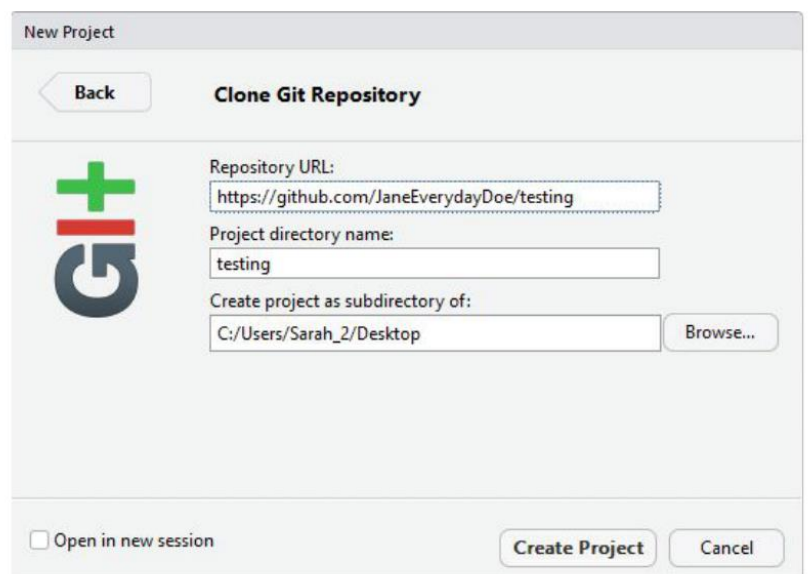 New Project
Back
Clone Git Repository
Repository URL:
https://github.com/JaneEverydayDoe/testing
Project directory name:
testing
Create project as subdirectory of:
C:/Users/Sarah_2/Desktop
Browse...
GIt
Open in new session
Create Project
Cancel